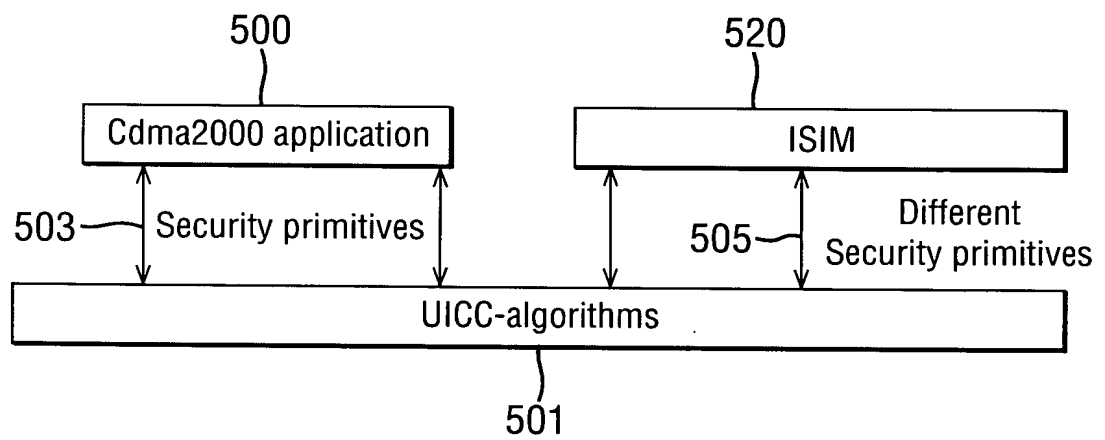 500
520
Cdma2000 application
ISIM
503
Security primitives
505
Different
Security primitives
UICC-algorithms
501